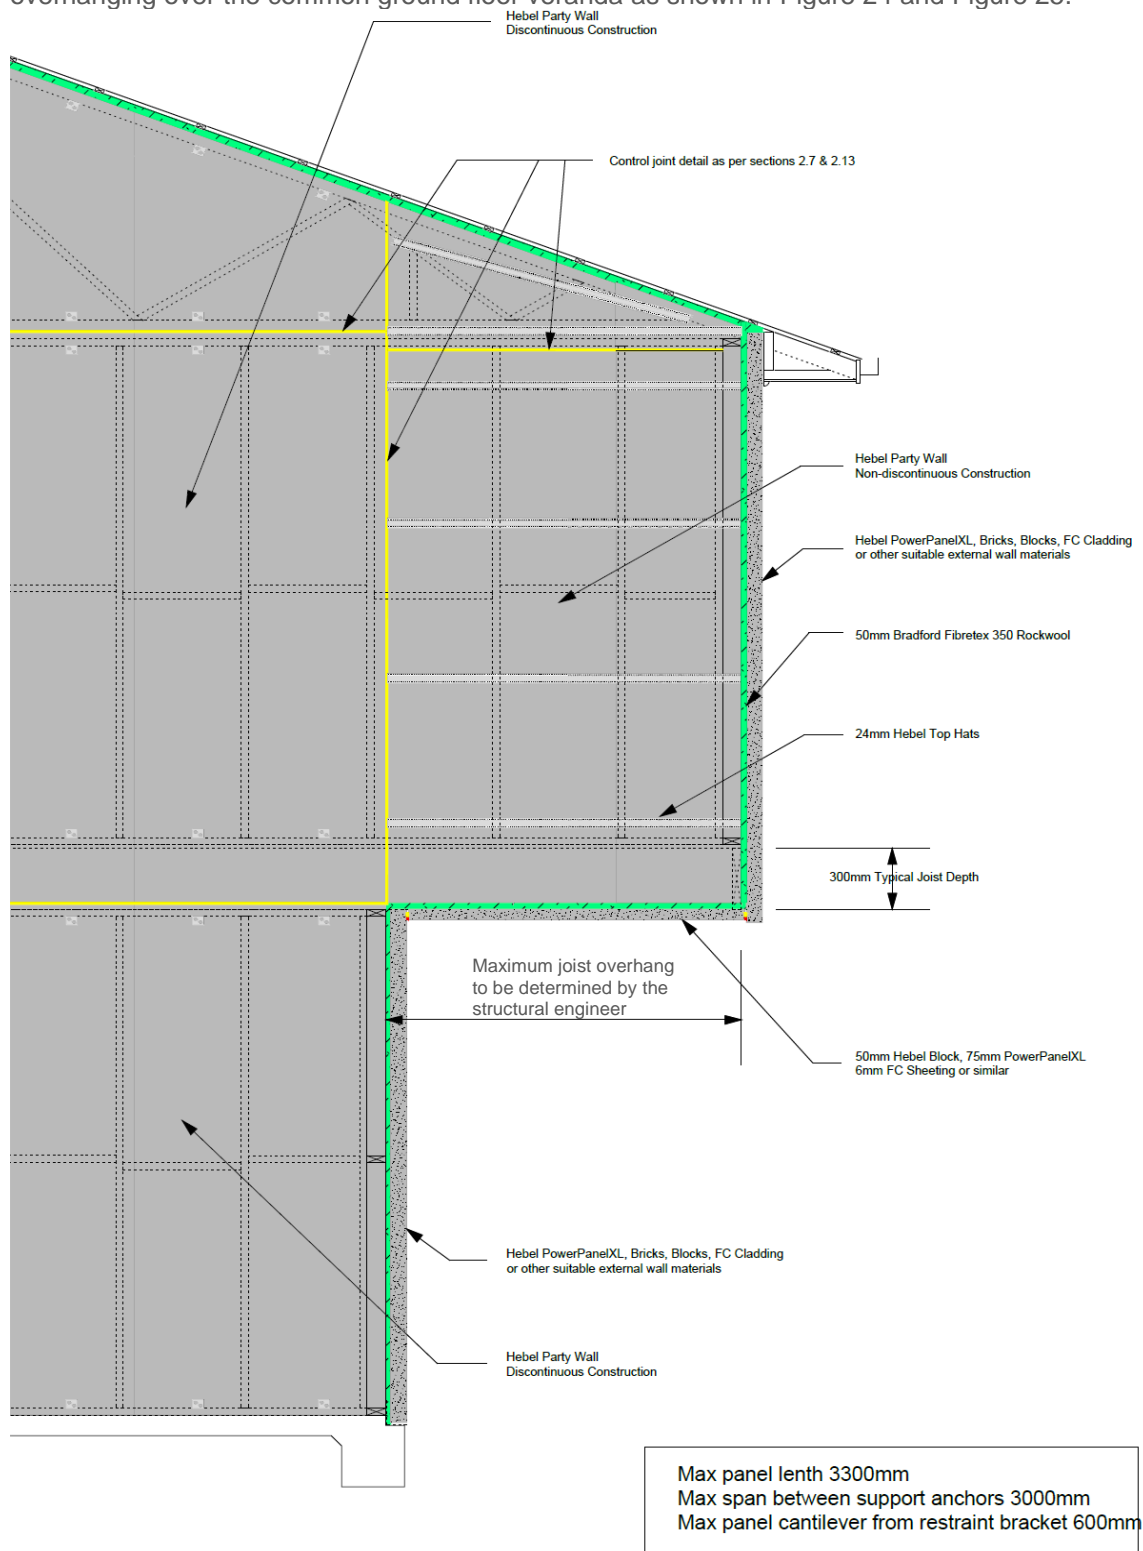 overhanging over the common ground floor veranda as shown in Figure 24 and Figure 25.
Hebel Party Wall
Discontinuous Construction
Control joint detail as per sections 2.7 & 2.13
Hebel Party Wall
Non-discontinuous Construction
Hebel PowerPanelXL, Bricks, Blocks, FC Cladding
or other suitable external wall materials
50mm Bradford Fibretex 350 Rockwool
24mm Hebel Top Hats
300mm Typical Joist Depth
Maximum joist overhang
to be determined by the
structural engineer
50mm Hebel Block, 75mm PowerPanelXL
6mm FC Sheeting or similar
Hebel PowerPanelXL, Bricks, Blocks, FC Cladding
or other suitable external wall materials
Hebel Party Wall
Discontinuous Construction
Max panel lenth 3300mm
Max span between support anchors 3000mm
Max panel cantilever from restraint bracket 600mm